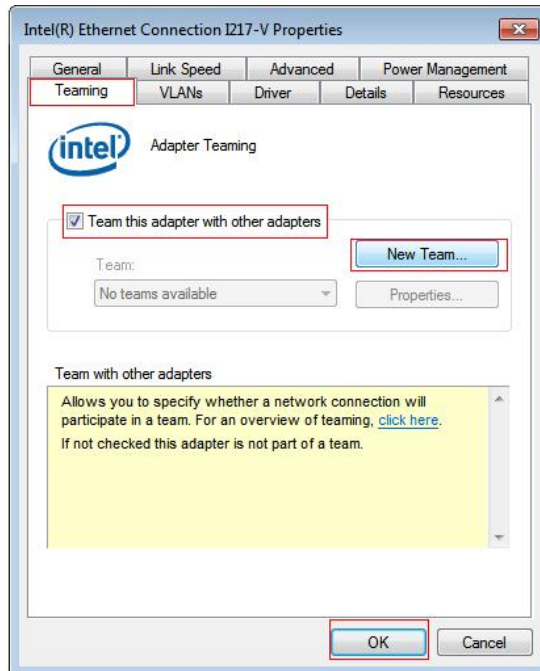 Intel(R) Ethernet Connection I217-V Properties
General Link Speed Advanced Power Management
Teaming VLANs Driver Details Resources
intel Adapter Teaming
Team this adapter with other adapters
New Team...
Team:
No teams available Properties...
Team with other adapters
Allows you to specify whether a network connection will
participate in a team. For an overview of teaming, click here.
If not checked this adapter is not part of a team.
OK Cancel